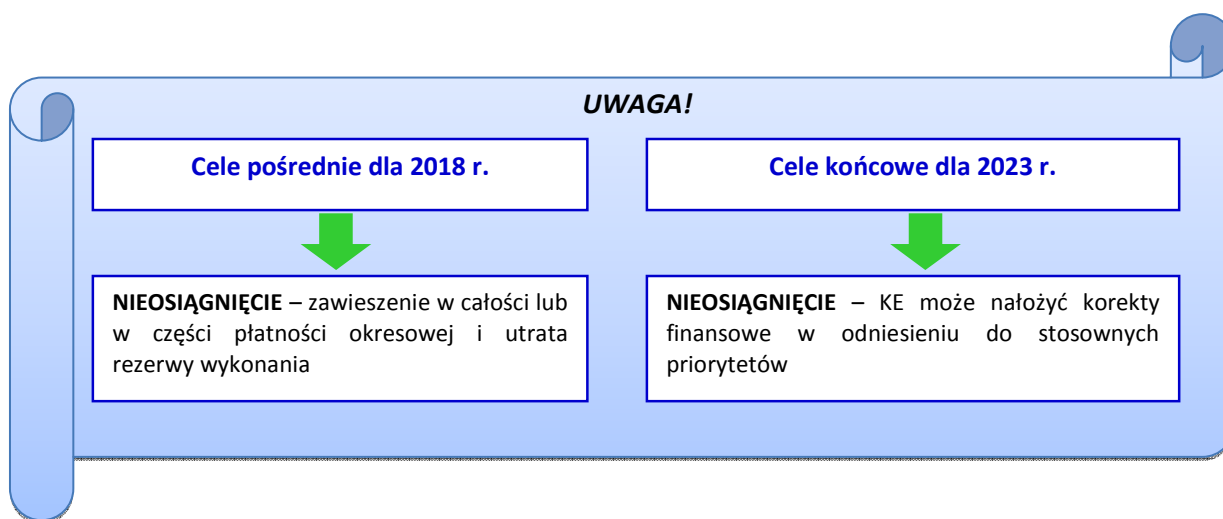 UWAGA!
Cele pośrednie dla 2018 r.
NIEOSIĄGNIĘCIE – zawieszenie w całości lub
w części płatności okresowej i utrata
rezerwy wykonania
Cele końcowe dla 2023 r.
NIEOSIĄGNIĘCIE – KE może nałożyć korekty
finansowe w odniesieniu do stosownych
priorytetów